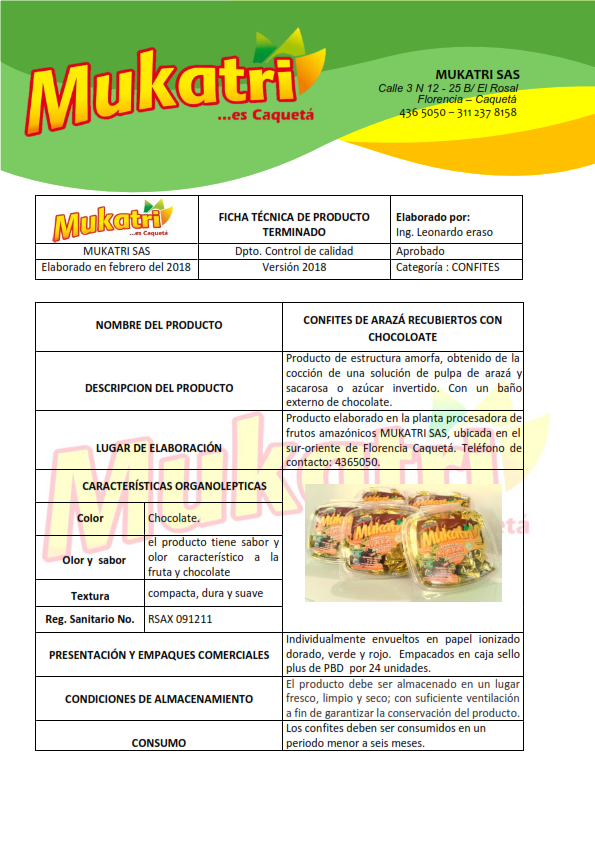 Mukatri
...es Caquetá
MUKATRI SAS
Calle 3 N 12 - 25 B/ El Rosal
Florencia – Caquetá
436 5050 – 311 237 8158
Mukatri
...es Caquetá
FICHA TÉCNICA DE PRODUCTO
TERMINADO
Elaborado por:
Ing. Leonardo eraso
MUKATRI SAS
Dpto. Control de calidad
Aprobado
Elaborado en febrero del 2018
Versión 2018
Categoría : CONFITES
NOMBRE DEL PRODUCTO
CONFITES DE ARAZÁ RECUBIERTOS CON
CHOCOLOATE
DESCRIPCION DEL PRODUCTO
Producto de estructura amorfa, obtenido de la
cocción de una solución de pulpa de arazá y
sacarosa o azúcar invertido. Con un baño
externo de chocolate.
LUGAR DE ELABORACIÓN
Producto elaborado en la planta procesadora de
frutos amazónicos MUKATRI SAS, ubicada en el
sur-oriente de Florencia Caquetá. Teléfono de
contacto: 4365050.
CARACTERÍSTICAS ORGANOLEPTICAS
Color
Chocolate.
Olor y sabor
el producto tiene sabor y
olor característico a la
fruta y chocolate
Textura
compacta, dura y suave
Reg. Sanitario No.
RSAX 091211
Mukatri
Mukatri
Mukatri
PRESENTACIÓN Y EMPAQUES COMERCIALES
Individualmente envueltos en papel ionizado
dorado, verde y rojo. Empacados en caja sello
plus de PBD por 24 unidades.
CONDICIONES DE ALMACENAMIENTO
El producto debe ser almacenado en un lugar
fresco, limpio y seco; con suficiente ventilación
a fin de garantizar la conservación del producto.
CONSUMO
Los confites deben ser consumidos en un
periodo menor a seis meses.